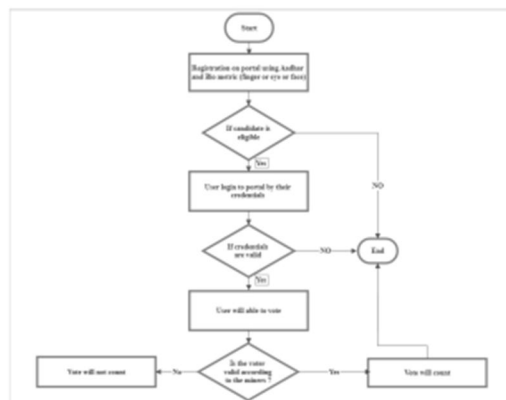 Start
Registration on portal using Aadhar
and Bio metric (finger or eye or face)
If candidate is
eligible
Yes
NO
User login to portal by their
credentials
If credentials
are valid
NO
End
Yes
User will able to vote
Is the voter
valid according
to the
Vote will not count
No
Yes
Vote will count